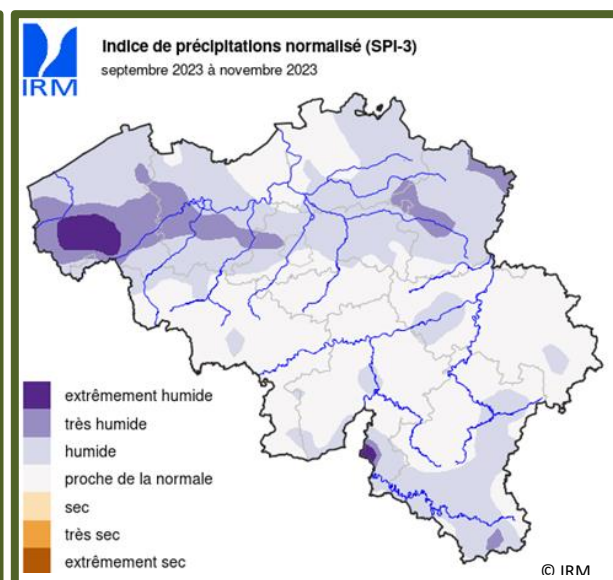 Indice de précipitations normalisé (SPI-3)
septembre 2023 à novembre 2023
IRM
extrêmement humide
très humide
humide
proche de la normale
sec
très sec
extrêmement sec
© IRM